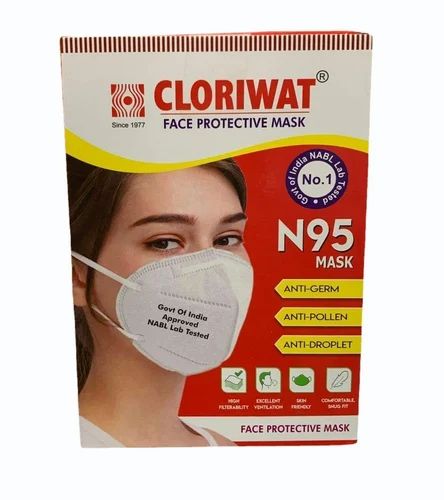 CLORIWAT®
Since 1977
FACE PROTECTIVE MASK
Govt of India NABL Lab Tested
No.1
N95
MASK
ANTI-GERM
ANTI-POLLEN
ANTI-DROPLET
Govt Of India
Approved
NABL Lab Tested
HIGH
FILTERABILITY
EXCELLENT
VENTILATION
SKIN
FRIENDLY
COMFORTABLE,
SNUG FIT
FACE PROTECTIVE MASK